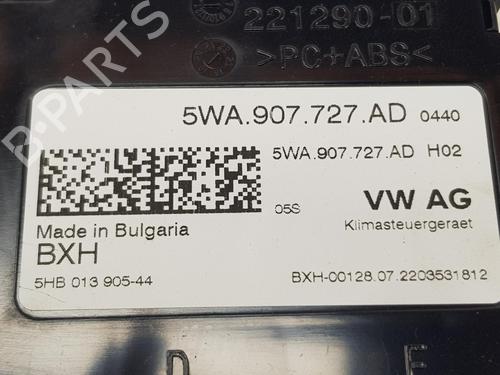 221290-01
>PC+ABS<
5WA.907.727.AD 0440
5WA.907.727.AD H02
05S VW AG
Made in Bulgaria
Klimasteuergeraet
BXH
5HB 013 905-44
BXH-00128.07.2203531812
D E
B-PARTS